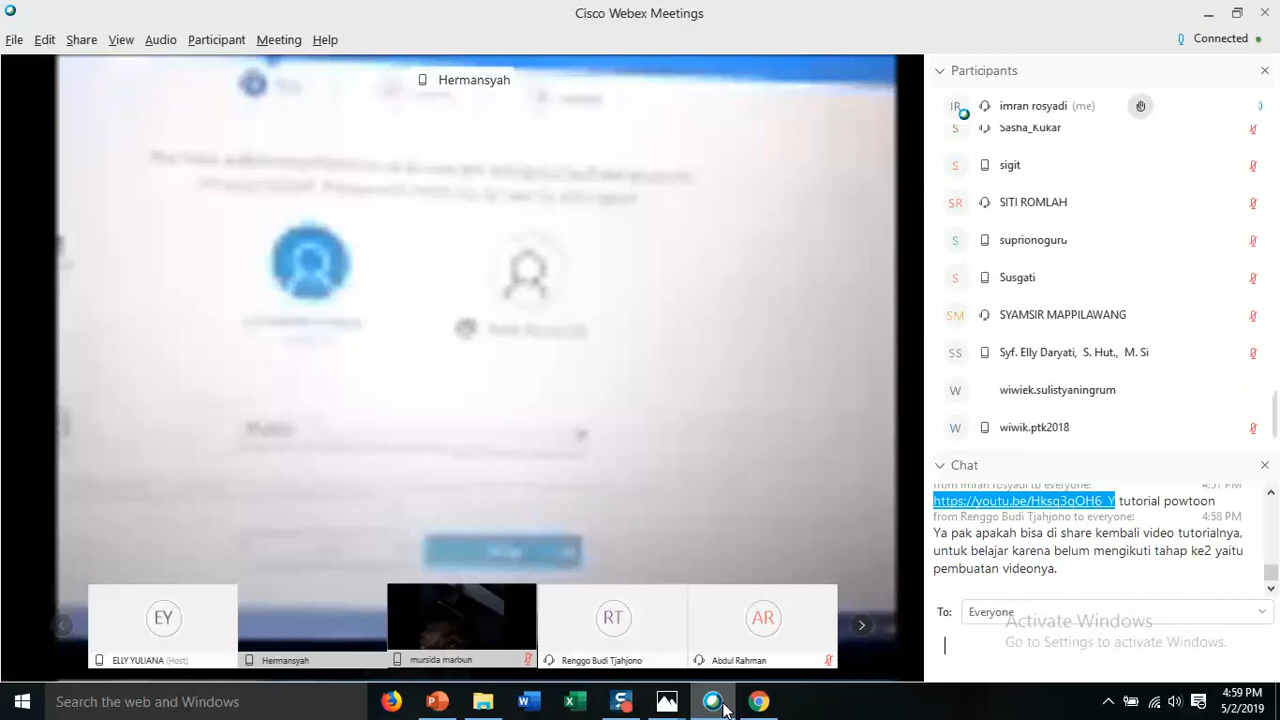 Cisco Webex Meetings
File Edit Share View Audio Participant Meeting Help
Connected
Hermansyah
Participants
IR imran rosyadi (me)
S Sasha_Kukar
S sigit
SR SITI ROMLAH
S suprionoguru
S Susgati
SM SYAMSIR MAPPILAWANG
SS Syf. Elly Daryati, S. Hut., M. Si
W wiwiek.sulistyaningrum
W wiwik.ptk2018
Chat
from imran rosyadi to everyone: 4:57 PM
https://youtu.be/Hksq3qOH6_Y tutorial powtoon
from Renggo Budi Tjahjono to everyone: 4:58 PM
Ya pak apakah bisa di share kembali video tutorialnya,
untuk belajar karena belum mengikuti tahap ke2 yaitu
pembuatan videonya.
To: Everyone
Activate Windows
Go to Settings to activate Windows.
EY RT AR
ELLY YULIANA (Host) Hermansyah mursida marbun Renggo Budi Tjahjono Abdul Rahman
Search the web and Windows
4:59 PM
5/2/2019